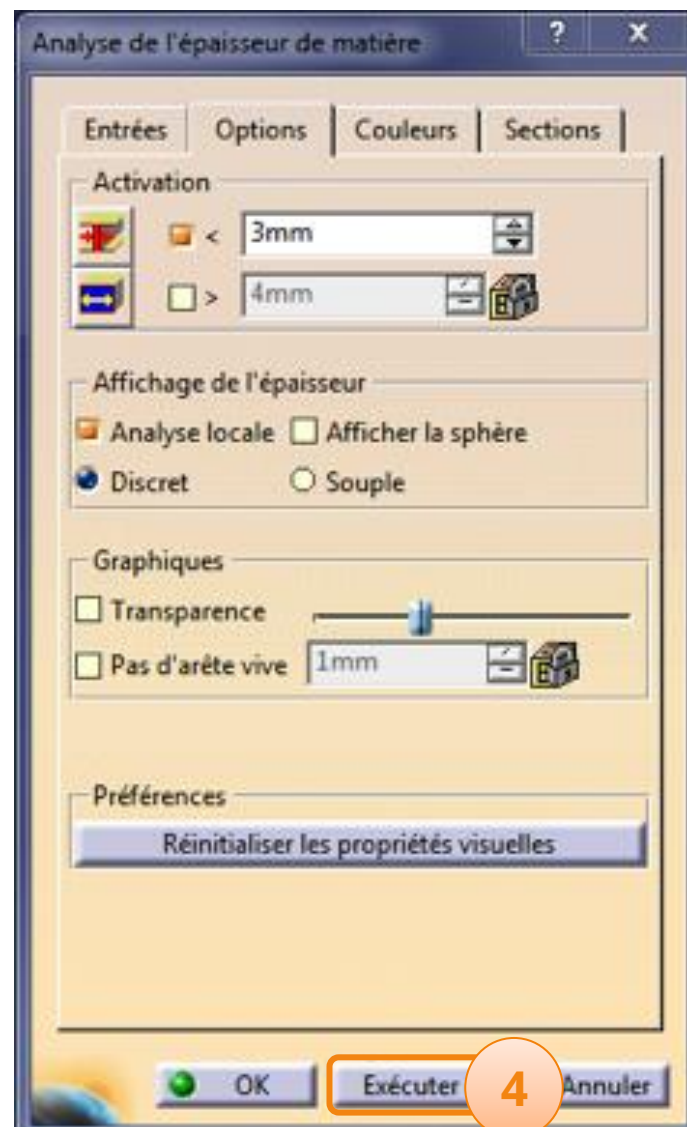 Analyse de l'épaisseur de matière ? x
Entrées Options Couleurs Sections
Activation
< 3mm
> 4mm
Affichage de l'épaisseur
Analyse locale Afficher la sphère
Discret Souple
Graphiques
Transparence
Pas d'arête vive 1mm
Préférences
Réinitialiser les propriétés visuelles
OK Exécuter 4 Annuler